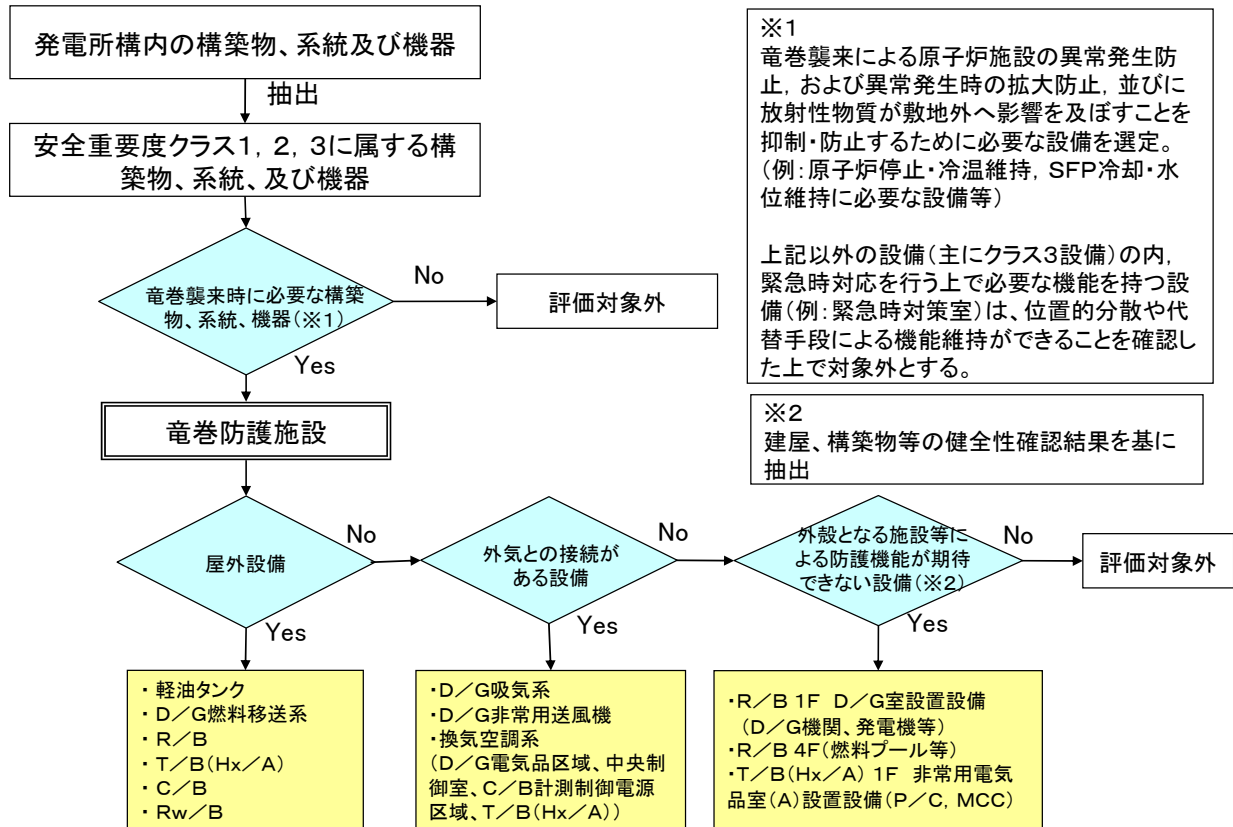 発電所構内の構築物、系統及び機器
抽出
安全重要度クラス1，2，3に属する構
築物、系統、及び機器
竜巻襲来時に必要な構築
物、系統、機器（※1）
No
評価対象外
Yes
竜巻防護施設
※1
竜巻襲来による原子炉施設の異常発生防
止，および異常発生時の拡大防止，並びに
放射性物質が敷地外へ影響を及ぼすことを
抑制・防止するために必要な設備を選定。
（例：原子炉停止・冷温維持，SFP冷却・水
位維持に必要な設備等）
上記以外の設備（主にクラス3設備）の内，
緊急時対応を行う上で必要な機能を持つ設
備（例：緊急時対策室）は、位置的分散や代
替手段による機能維持ができることを確認し
た上で対象外とする。
※2
建屋、構築物等の健全性確認結果を基に
抽出
屋外設備
No
Yes
外気との接続が
ある設備
No
Yes
外殻となる施設等に
よる防護機能が期待
できない設備（※2）
No
Yes
評価対象外
・軽油タンク
・D／G燃料移送系
・R／B
・T／B（Hx／A）
・C／B
・Rw／B
・D／G吸気系
・D／G非常用送風機
・換気空調系
（D／G電気品区域、中央制
御室、C／B計測制御電源
区域、T／B（Hx／A））
・R／B 1F　D／G室設置設備
（D／G機関、発電機等）
・R／B 4F（燃料プール等）
・T／B（Hx／A） 1F　非常用電気
品室（A）設置設備（P／C，MCC）